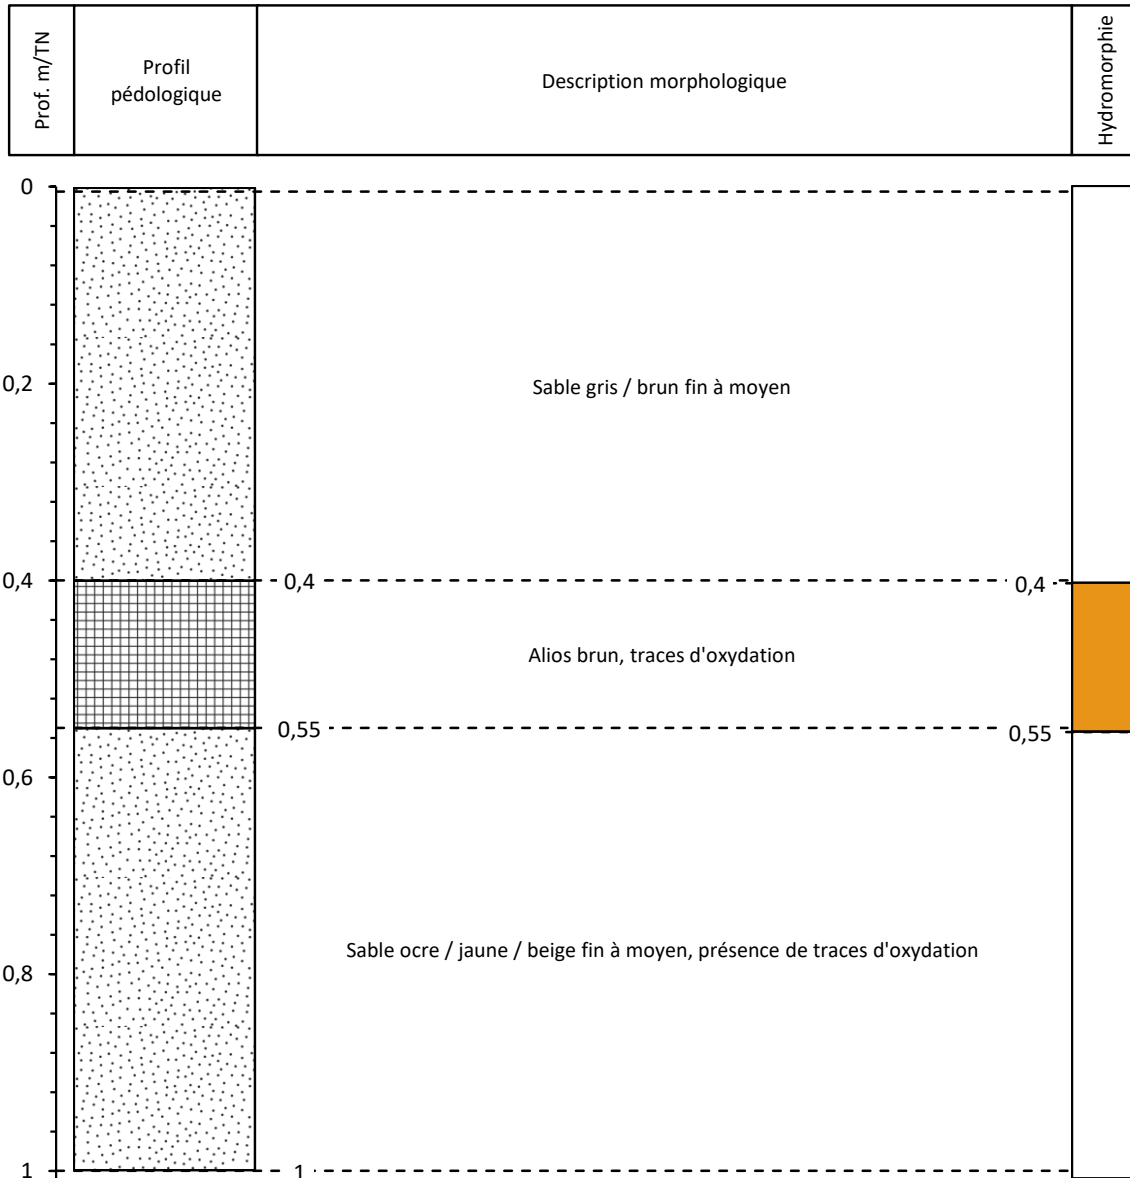 Prof. m/TN
Profil
pédologique
Description morphologique
Hydromorphie
0
0,2
Sable gris / brun fin à moyen
0,4
0,4
0,4
Alios brun, traces d'oxydation
0,55
0,55
0,6
Sable ocre / jaune / beige fin à moyen, présence de traces d'oxydation
0,8
1
1